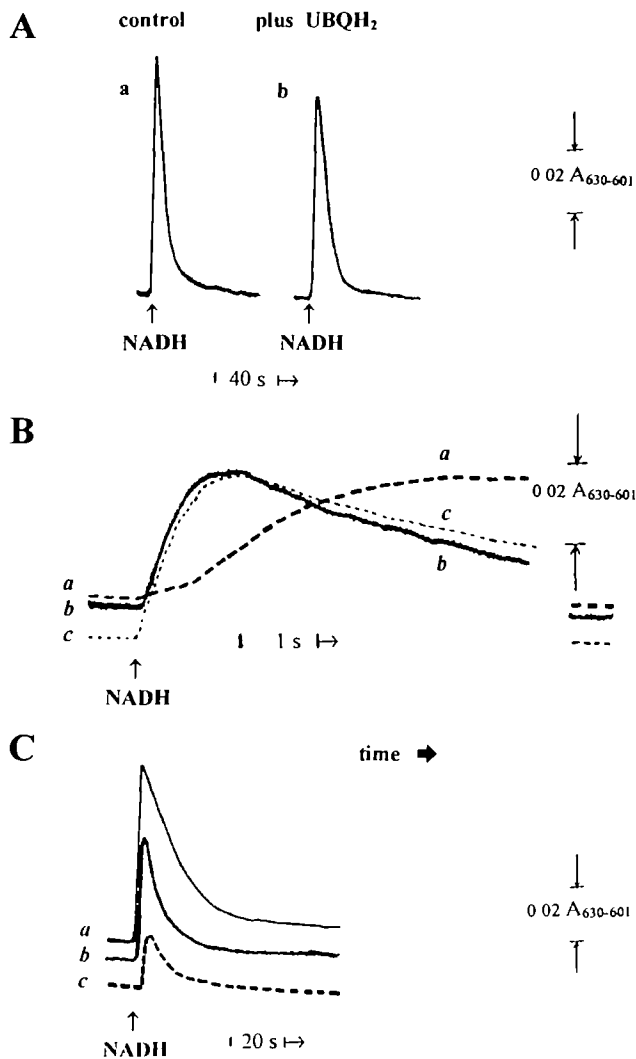 A
control plus UBQH₂
a b
0 02 A₆₃₀₋₆₀₁
NADH NADH
40 s
B
a
0 02 A₆₃₀₋₆₀₁
c
b
a
b
c
1 s
NADH
C
time
0 02 A₆₃₀₋₆₀₁
a
b
c
20 s
NADH